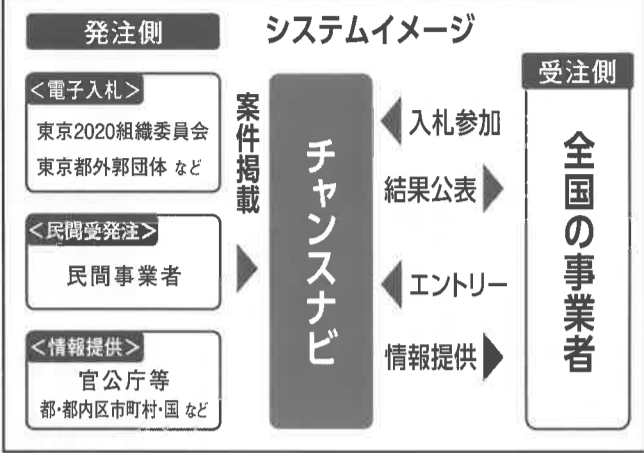 システムイメージ
発注側
<電子入札>
東京2020組織委員会
東京都外郭団体 など
<民間受発注>
民間事業者
<情報提供>
官公庁等
都・都内区市町村・国 など
案件掲載
チャンスナビ
入札参加
結果公表
エントリー
情報提供
受注側
全国の事業者